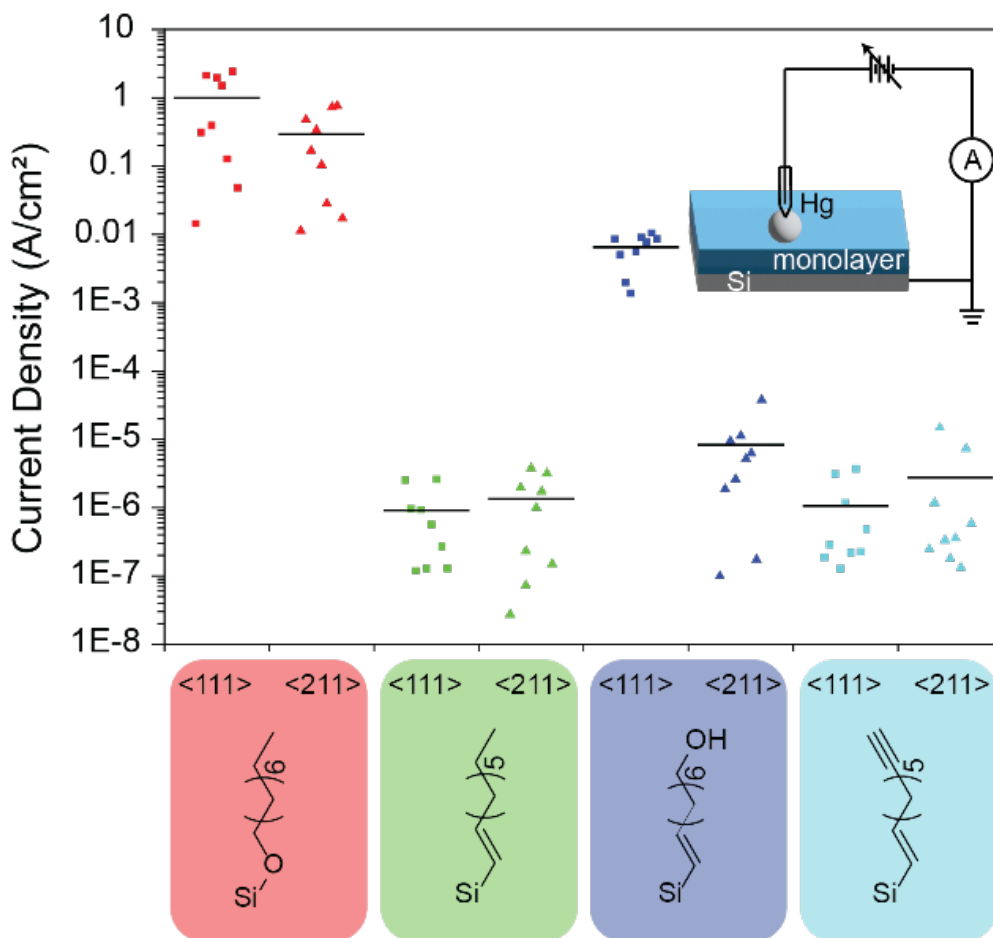 Current Density (A/cm²)
10
1
0.1
0.01
1E-3
1E-4
1E-5
1E-6
1E-7
1E-8
A
Hg
monolayer
Si
<111> <211>
6
O
Si
<111> <211>
5
Si
<111> <211>
OH
6
Si
<111> <211>
5
Si